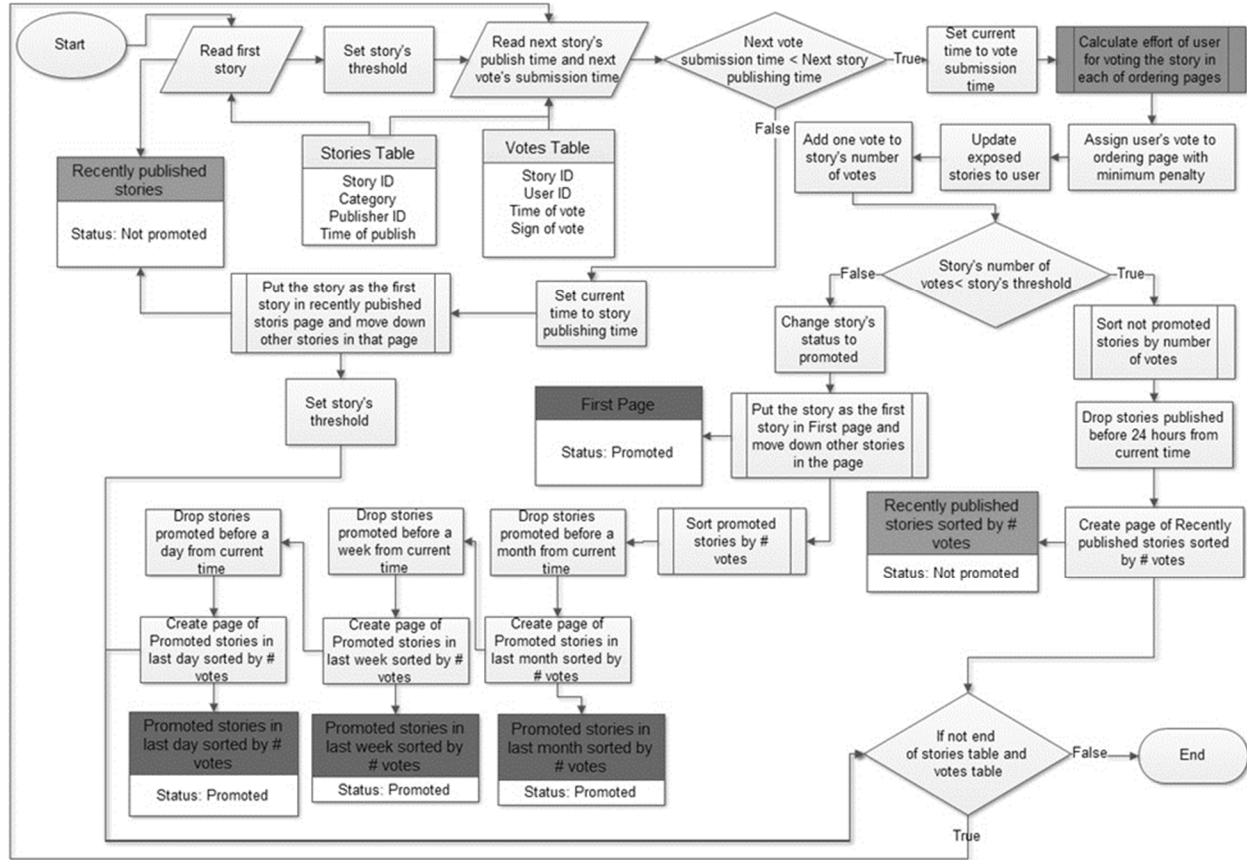 Start
Read first
story
Set story's
threshold
Read next story's
publish time and next
vote's submission time
Next vote
submission time < Next story
publishing time
True
Set current
time to vote
submission
time
Calculate effort of user
for voting the story in
each of ordering pages
False
Add one vote to
story's number
of votes
Update
exposed
stories to user
Assign user's vote to
ordering page with
minimum penalty
Recently published
stories
Status: Not promoted
Stories Table
Story ID
Category
Publisher ID
Time of publish
Votes Table
Story ID
User ID
Time of vote
Sign of vote
Put the story as the first
story in recently pubished
storis page and move down
other stories in that page
Set current
time to story
publishing time
False
Story's number of
votes< story's threshold
True
Change story's
status to
promoted
Sort not promoted
stories by number
of votes
Set story's
threshold
First Page
Status: Promoted
Put the story as the first
story in First page and
move down other stories
in the page
Drop stories published
before 24 hours from
current time
Drop stories
promoted before a
day from current
time
Drop stories
promoted before a
week from current
time
Drop stories
promoted before a
month from current
time
Sort promoted
stories by #
votes
Recently published
stories sorted by #
votes
Status: Not promoted
Create page of Recently
published stories sorted
by # votes
Create page of
Promoted stories in
last day sorted by #
votes
Create page of
Promoted stories in
last week sorted by #
votes
Create page of
Promoted stories in
last month sorted by
# votes
Promoted stories in
last day sorted by #
votes
Status: Promoted
Promoted stories in
last week sorted by
# votes
Status: Promoted
Promoted stories in
last month sorted by
# votes
Status: Promoted
If not end
of stories table and
votes table
False
End
True